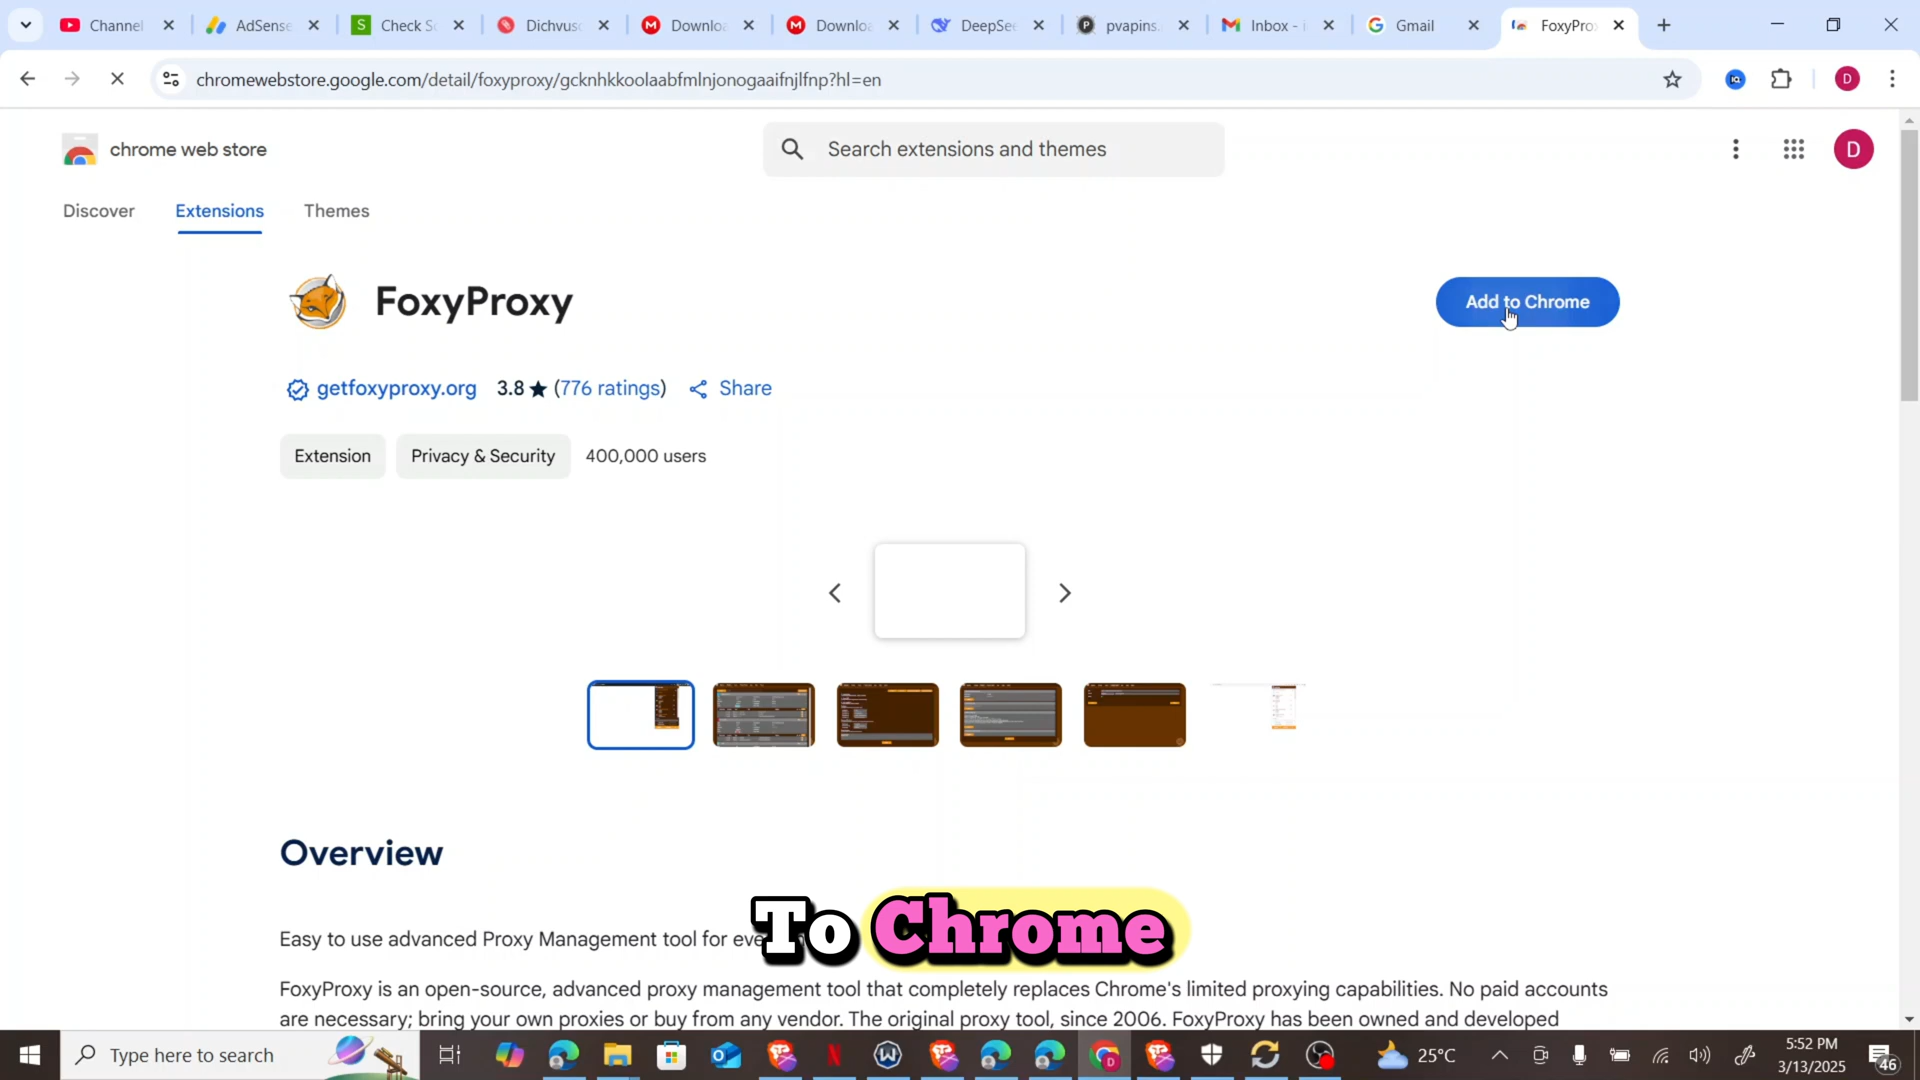 Channel
AdSense
Check Sc
Dichvus
Downloa
Downloa
DeepSee
pvapins.
Inbox - i
Gmail
FoxyPro
chromewebstore.google.com/detail/foxyproxy/gcknhkkoolaabfmlnjonogaaifnjlfnp?hl=en
D
chrome web store
Search extensions and themes
D
Discover
Extensions
Themes
FoxyProxy
Add to Chrome
getfoxyproxy.org
3.8 ★ (776 ratings)
Share
Extension
Privacy & Security
400,000 users
Overview
To Chrome
Easy to use advanced Proxy Management tool for eve
FoxyProxy is an open-source, advanced proxy management tool that completely replaces Chrome's limited proxying capabilities. No paid accounts
are necessary; bring your own proxies or buy from any vendor. The original proxy tool, since 2006. FoxyProxy has been owned and developed
Type here to search
25°C
5:52 PM
3/13/2025
46